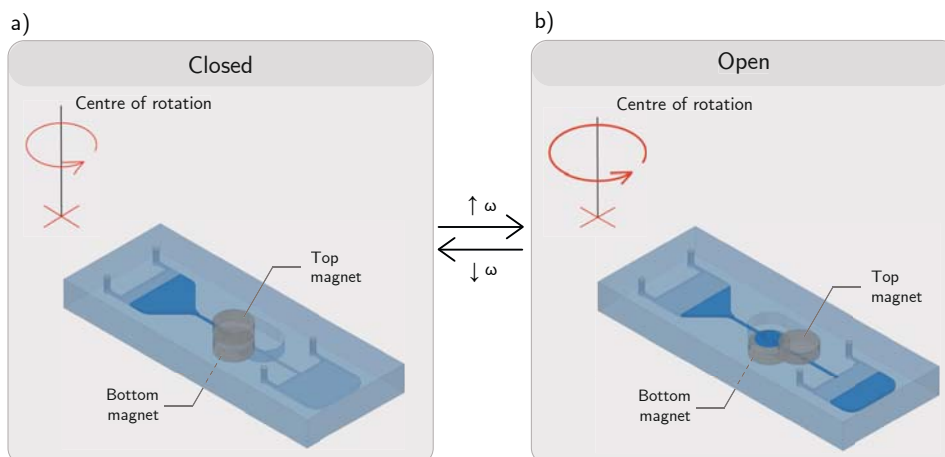 a)
Closed
Centre of rotation
Top
magnet
Bottom
magnet
↑ ω
↓ ω
b)
Open
Centre of rotation
Top
magnet
Bottom
magnet